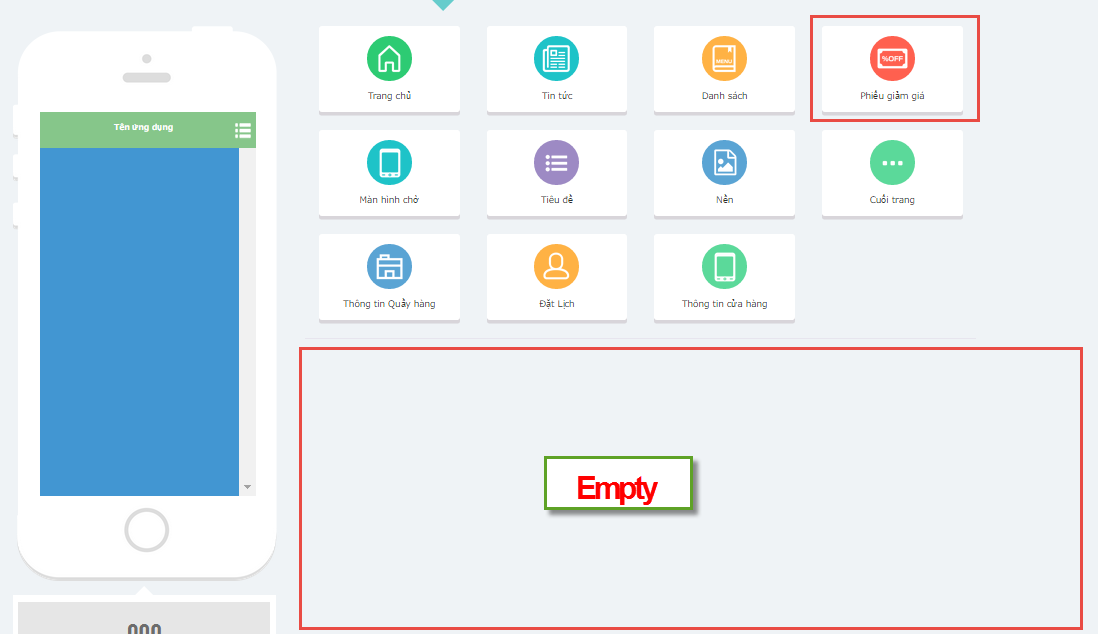 Tên ứng dụng
Trang chủ
Tin tức
MENU
Danh sách
%OFF
Phiếu giảm giá
Màn hình chờ
Tiêu đề
Nền
Cuối trang
Thông tin Quầy hàng
Đặt Lịch
Thông tin cửa hàng
Empty